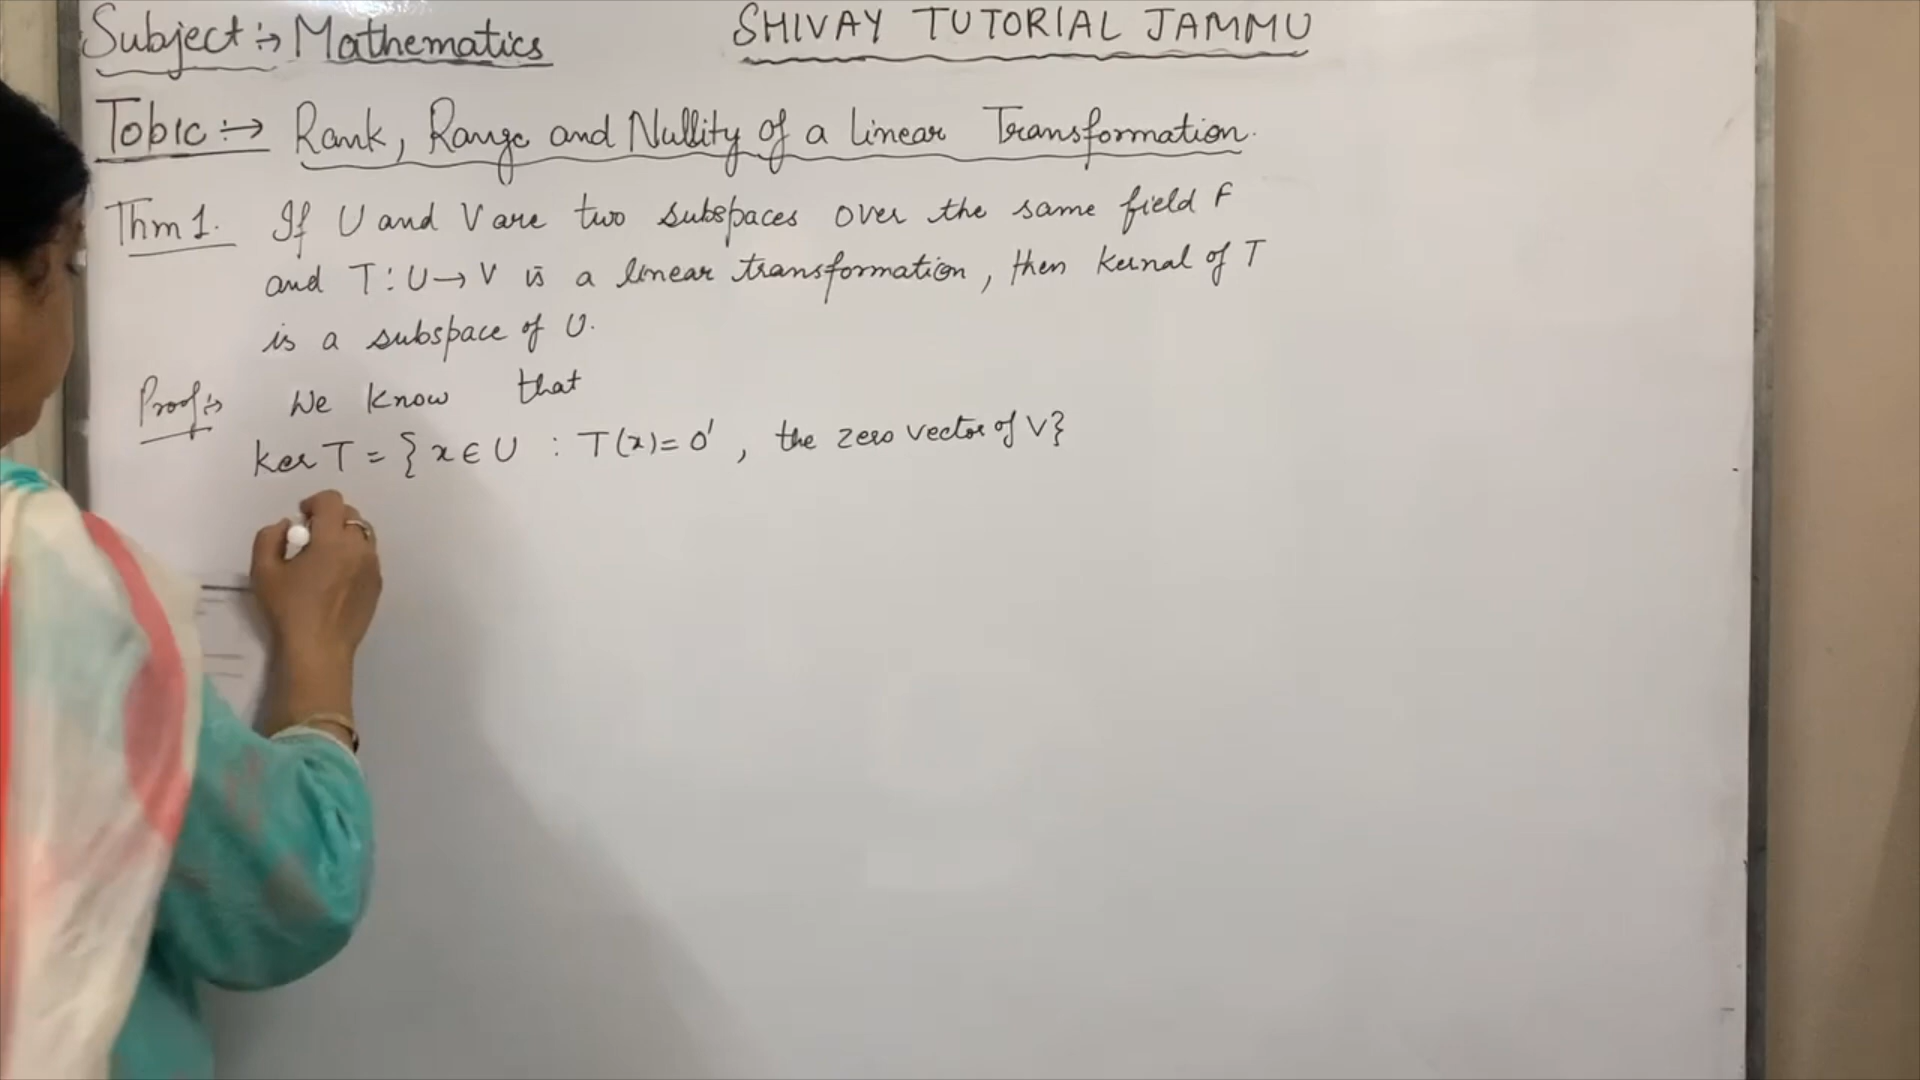 Subject :→ Mathematics
SHIVAY TUTORIAL JAMMU
Topic :→ Rank, Range and Nullity of a linear Transformation.
Thm 1. If U and V are two subspaces over the same field F
and T : U → V is a linear transformation, then kernal of T
is a subspace of U.
Proof :→ We know that
Ker T = { x ∈ U : T(x) = 0' , the zero vector of V }